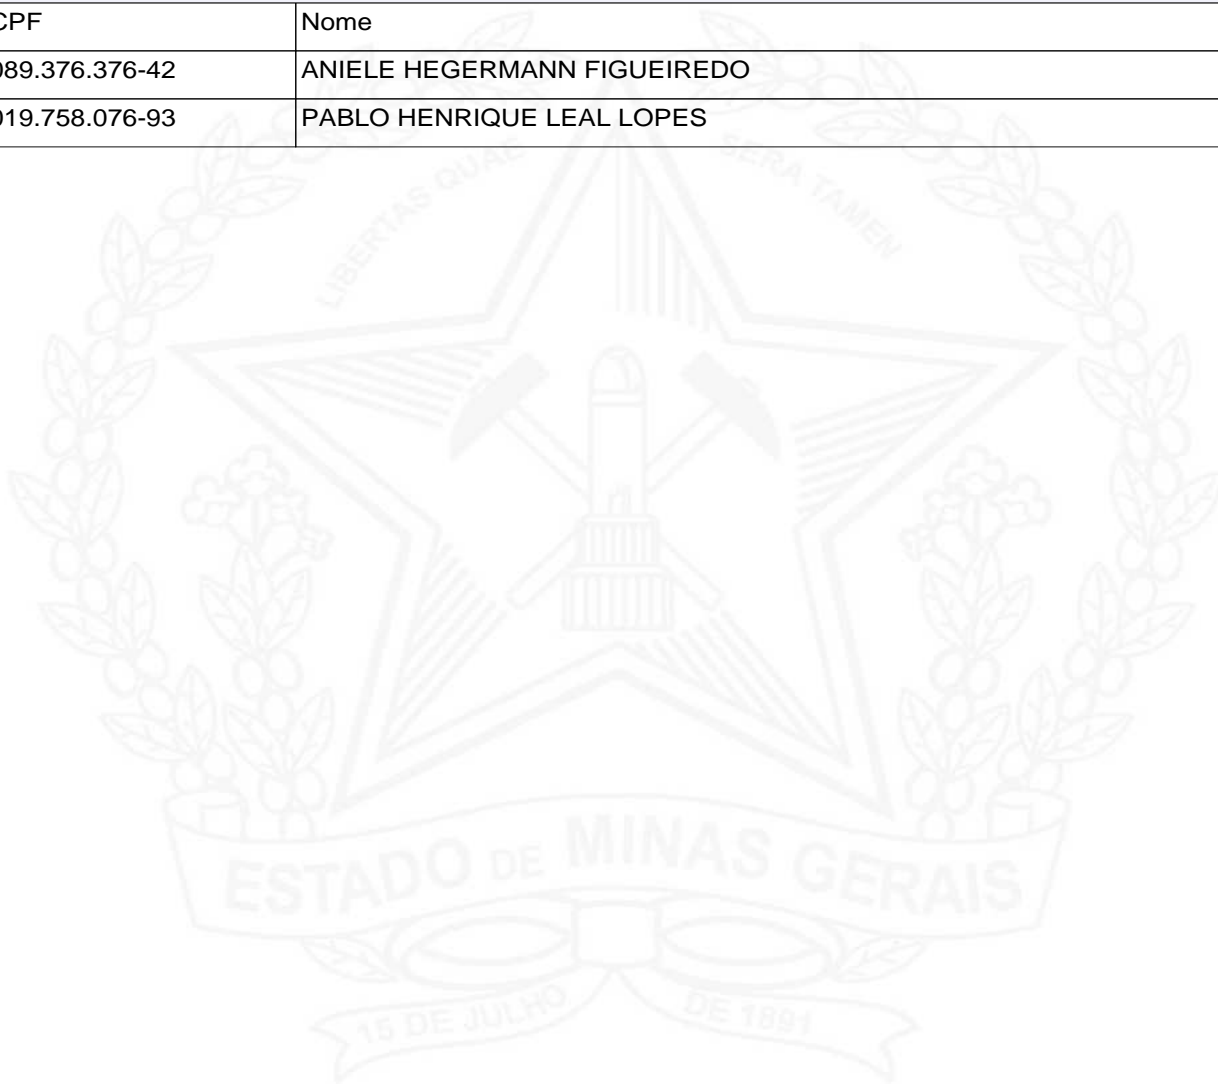 CPF Nome
089.376.376-42 ANIELE HEGERMANN FIGUEIREDO
019.758.076-93 PABLO HENRIQUE LEAL LOPES
LIBERTAS QUAE SERA TAMEN
ESTADO DE MINAS GERAIS
15 DE JULHO DE 1891